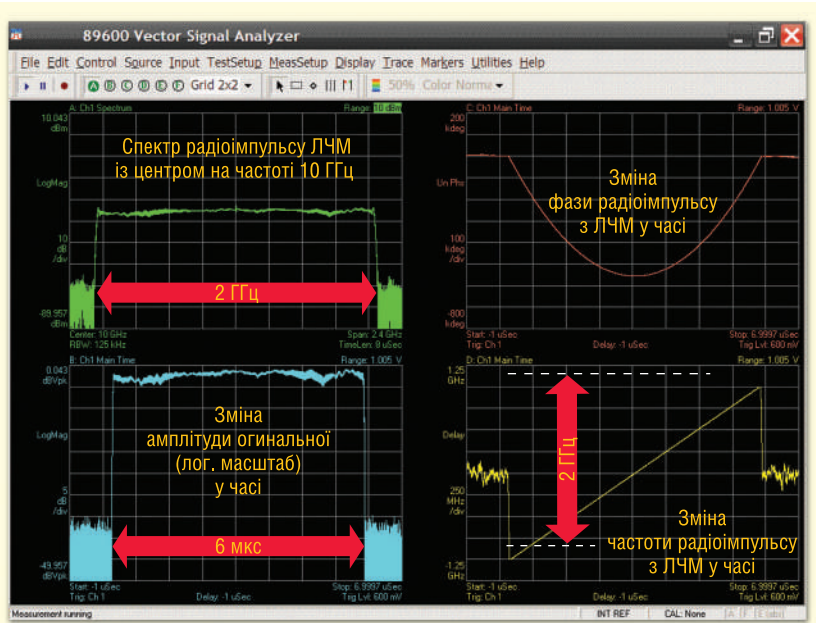 89600 Vector Signal Analyzer
File Edit Control Source Input TestSetup MeasSetup Display Trace Markers Utilities Help
A B C D E F Grid 2x2 50% Color Norma
A: Ch1 Spectrum Range: 10 dBm
10.043
dBm
Спектр радіоімпульсу ЛЧМ
із центром на частоті 10 ГГц
LogMag
10
dB
/div
2 ГГц
-89.957
dBm
Center: 10 GHz Span: 2.4 GHz
RBW: 125 kHz TimeLen: 8 uSec
C: Ch1 Main Time Range: 1.005 V
200
kdeg
Зміна
фази радіоімпульсу
з ЛЧМ у часі
Un Phs
100
kdeg
/div
-800
kdeg
Start: -1 uSec Stop: 6.9997 uSec
Trig: Ch1 Delay: -1 uSec Trig Lvl: 600 mV
B: Ch1 Main Time Range: 1.005 V
0.043
dBVpk
Зміна
амплітуди огинальної
(лог. масштаб)
у часі
LogMag
5
dB
/div
6 мкс
-49.957
dBVpk
Start: -1 uSec Stop: 6.9997 uSec
Trig: Ch 1 Delay: -1 uSec Trig Lvl: 600 mV
D: Ch1 Main Time Range: 1.005 V
1.25
GHz
Delay
2 ГГц
250
MHz
/div
Зміна
частоти радіоімпульсу
з ЛЧМ у часі
-1.25
GHz
Start: -1 uSec Stop: 6.9997 uSec
Trig: Ch 1 Delay: -1 uSec Trig Lvl: 600 mV
Measurement running INT REF CAL: None